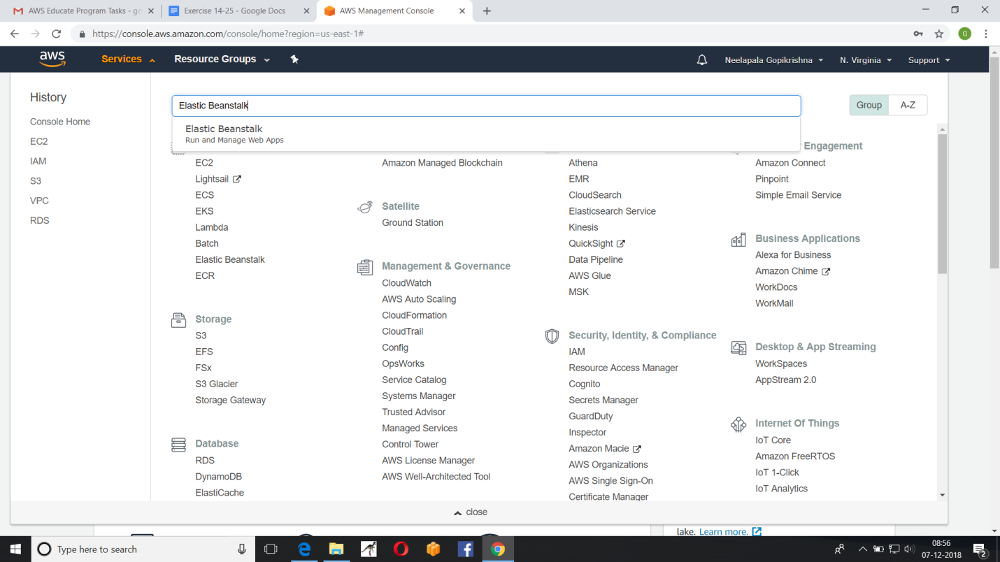 AWS Educate Program Tasks - go
Exercise 14-25 - Google Docs
AWS Management Console
https://console.aws.amazon.com/console/home?region=us-east-1#
G
aws
Services
Resource Groups
Neelapala Gopikrishna
N. Virginia
Support
History
Console Home
EC2
IAM
S3
VPC
RDS
Elastic Beanstalk
Group
A-Z
Elastic Beanstalk
Run and Manage Web Apps
EC2
Lightsail
ECS
EKS
Lambda
Batch
Elastic Beanstalk
ECR
Storage
S3
EFS
FSx
S3 Glacier
Storage Gateway
Database
RDS
DynamoDB
ElastiCache
Amazon Managed Blockchain
Satellite
Ground Station
Management & Governance
CloudWatch
AWS Auto Scaling
CloudFormation
CloudTrail
Config
OpsWorks
Service Catalog
Systems Manager
Trusted Advisor
Managed Services
Control Tower
AWS License Manager
AWS Well-Architected Tool
Athena
EMR
CloudSearch
Elasticsearch Service
Kinesis
QuickSight
Data Pipeline
AWS Glue
MSK
Security, Identity, & Compliance
IAM
Resource Access Manager
Cognito
Secrets Manager
GuardDuty
Inspector
Amazon Macie
AWS Organizations
AWS Single Sign-On
Certificate Manager
Engagement
Amazon Connect
Pinpoint
Simple Email Service
Business Applications
Alexa for Business
Amazon Chime
WorkDocs
WorkMail
Desktop & App Streaming
WorkSpaces
AppStream 2.0
Internet Of Things
IoT Core
Amazon FreeRTOS
IoT 1-Click
IoT Analytics
close
lake. Learn more.
Type here to search
08:56
07-12-2018
2